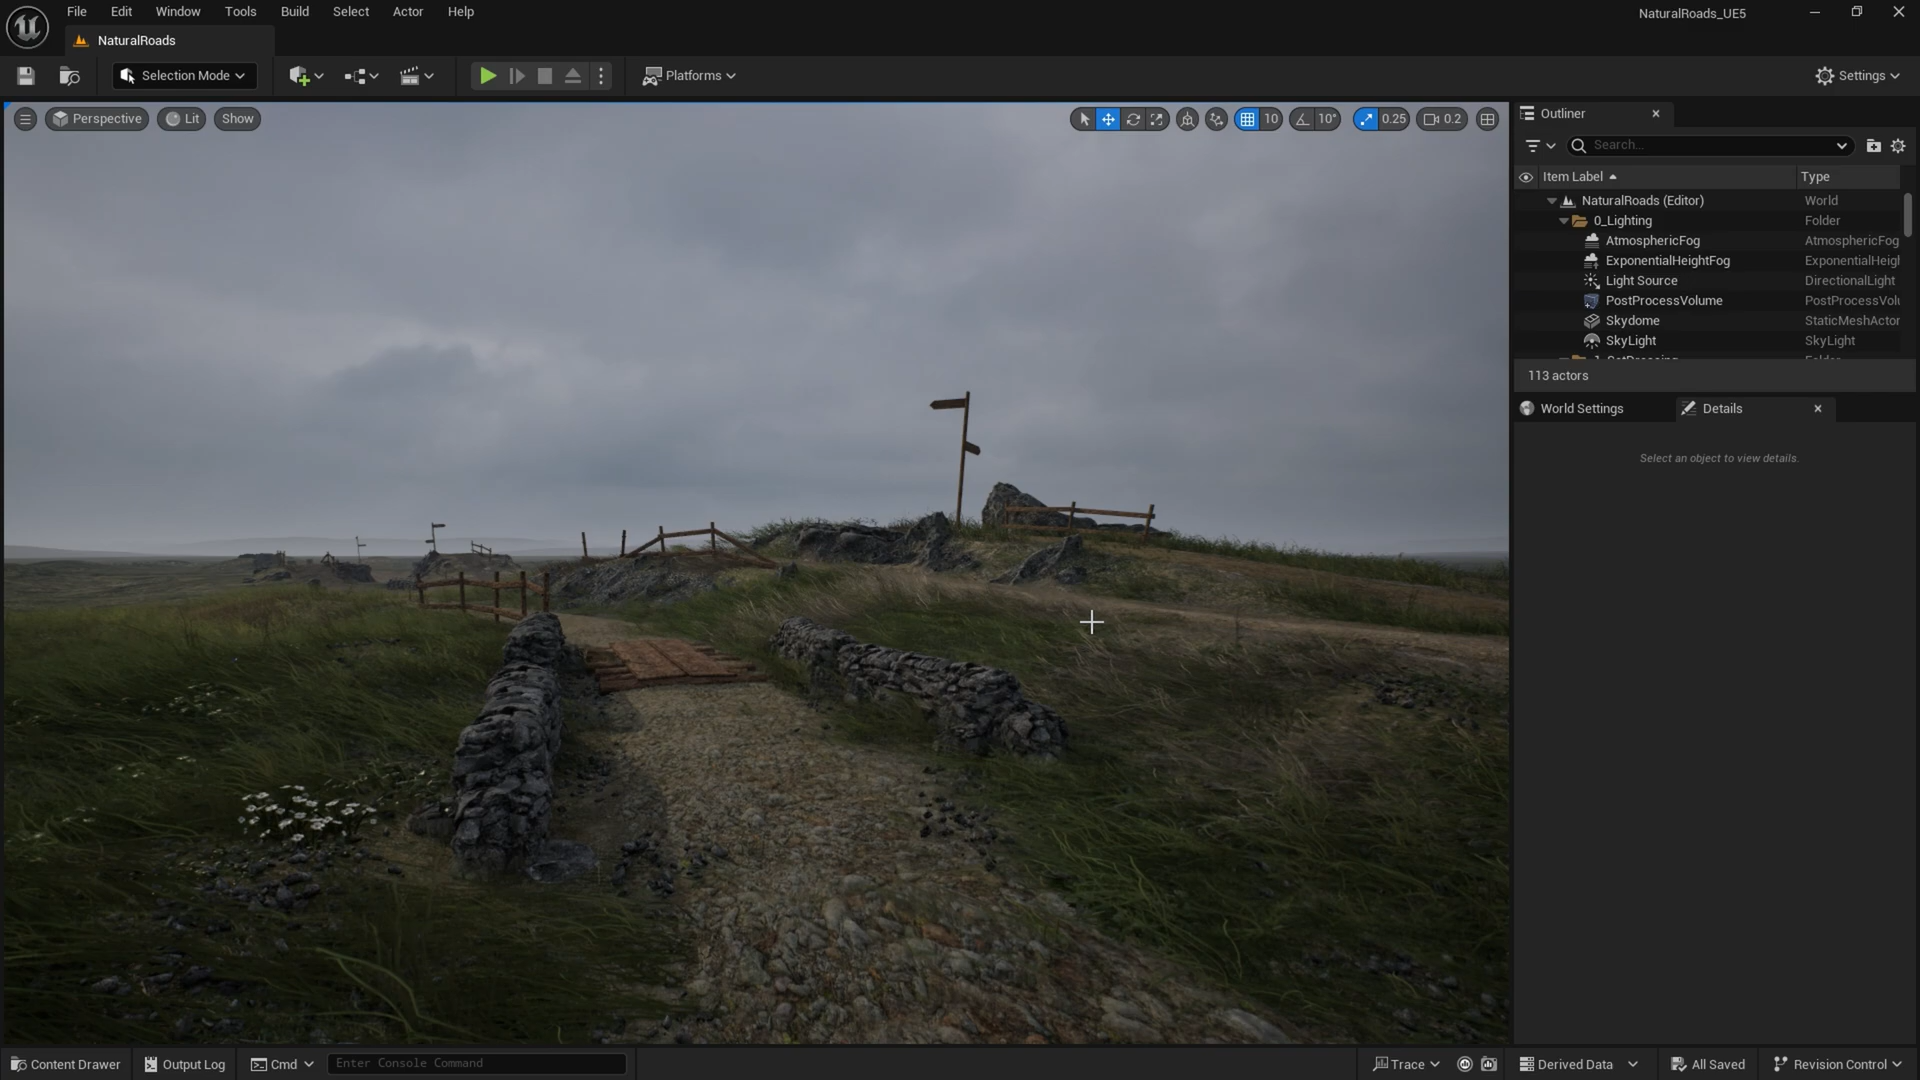 File Edit Window Tools Build Select Actor Help
NaturalRoads_UE5
NaturalRoads
Selection Mode
Platforms
Settings
Perspective Lit Show
10 10° 0.25 0.2
Outliner
Search...
Item Label Type
NaturalRoads (Editor) World
0_Lighting Folder
AtmosphericFog AtmosphericFog
ExponentialHeightFog ExponentialHeigh
Light Source DirectionalLight
PostProcessVolume PostProcessVolu
Skydome StaticMeshActor
SkyLight SkyLight
113 actors
World Settings Details
Select an object to view details.
Content Drawer Output Log Cmd Enter Console Command Trace Derived Data All Saved Revision Control